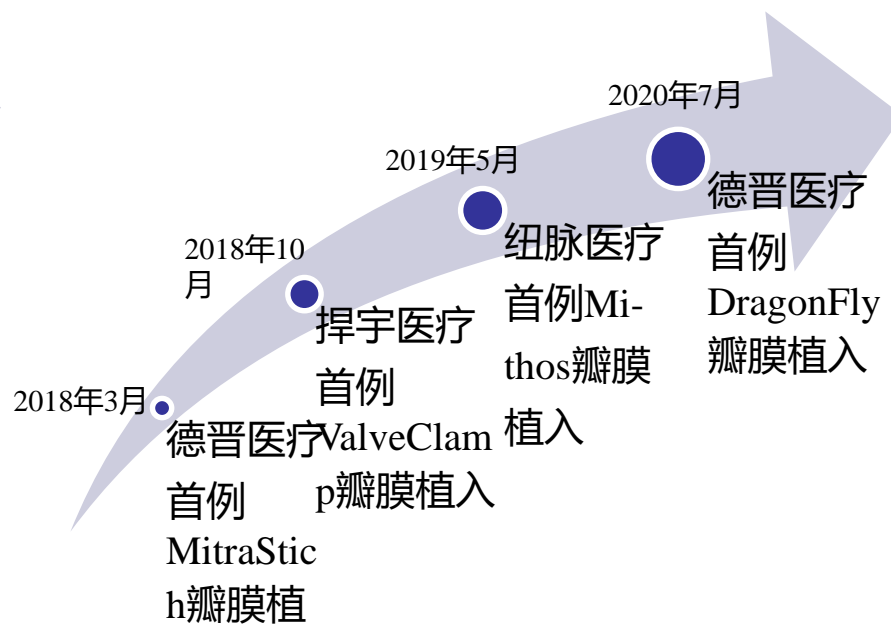 2018年3月
德晋医疗
首例
MitraStic
h瓣膜植
2018年10
月
捍宇医疗
首例
ValveClam
p瓣膜植入
2019年5月
纽脉医疗
首例Mi-
thos瓣膜
植入
2020年7月
德晋医疗
首例
DragonFly
瓣膜植入